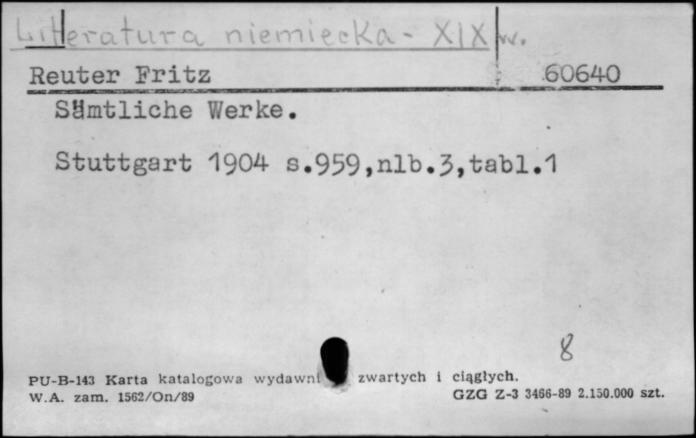 Literatura niemiecka - XIX w.
Reuter Fritz 60640
Sämtliche Werke.
Stuttgart 1904 s.959,nlb.3,tabl.1
8
PU-B-143 Karta katalogowa wydawni zwartych i ciągłych.
W.A. zam. 1562/On/89 GZG Z-3 3466-89 2.150.000 szt.